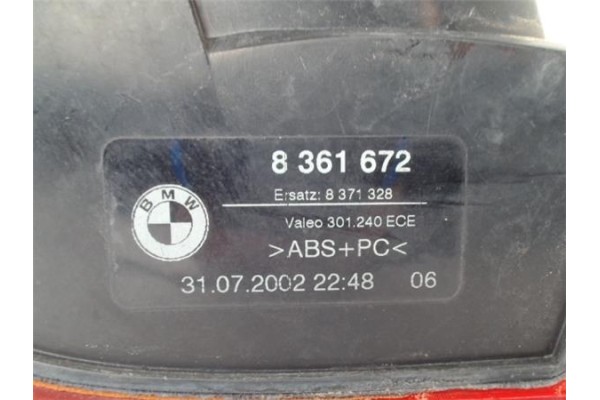 8 361 672
Ersatz: 8 371 328
BMW
Valeo 301.240 ECE
>ABS+PC<
31.07.2002 22:48 06